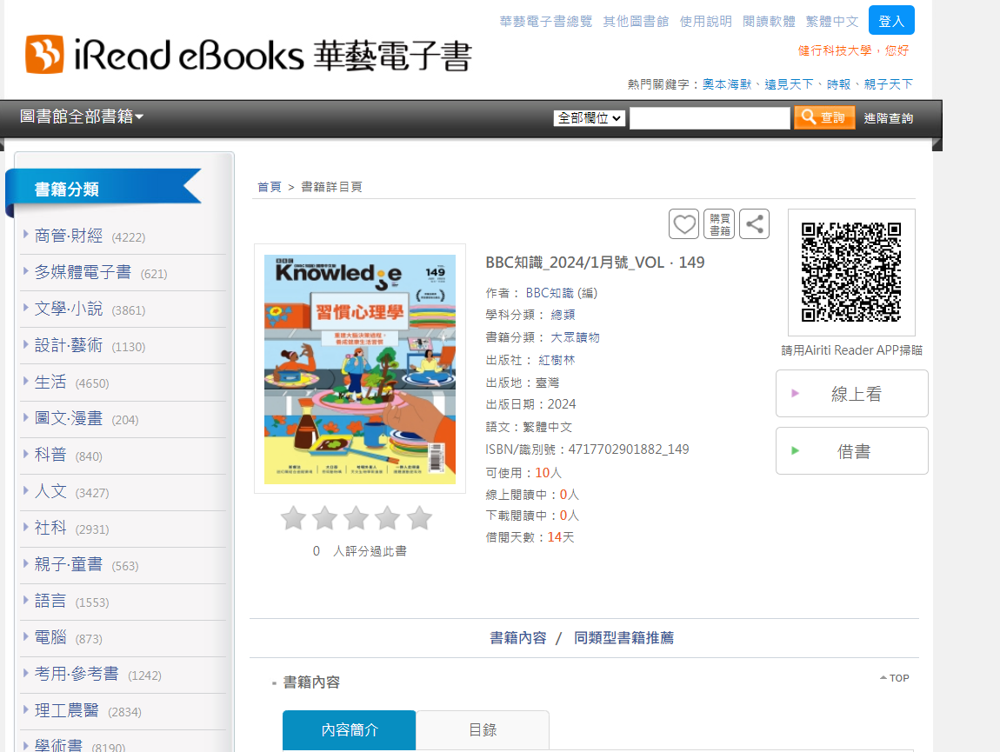 華藝電子書總覽 其他圖書館 使用說明 閱讀軟體 繁體中文 登入
iRead eBooks 華藝電子書
健行科技大學，您好
熱門關鍵字：奧本海默、遠見天下、時報、親子天下
圖書館全部書籍
全部欄位 查詢 進階查詢
書籍分類
商管‧財經 (4222)
多媒體電子書 (621)
文學‧小說 (3861)
設計‧藝術 (1130)
生活 (4650)
圖文‧漫畫 (204)
科普 (840)
人文 (3427)
社科 (2931)
親子‧童書 (563)
語言 (1553)
電腦 (873)
考用‧參考書 (1242)
理工農醫 (2834)
學術書 (8190)
首頁 > 書籍詳目頁
購買
書籍
BBC
Knowledge
149
習慣心理學
重建大腦決策過程，
養成健康生活習慣
0 人評分過此書
BBC知識_2024/1月號_VOL‧149
作者： BBC知識 (編)
學科分類： 總類
書籍分類： 大眾讀物
出版社： 紅樹林
出版地：臺灣
出版日期：2024
語文：繁體中文
ISBN/識別號：4717702901882_149
可使用：10人
線上閱讀中：0人
下載閱讀中：0人
借閱天數：14天
請用Airiti Reader APP掃瞄
線上看
借書
書籍內容 / 同類型書籍推薦
書籍內容
TOP
內容簡介 目錄